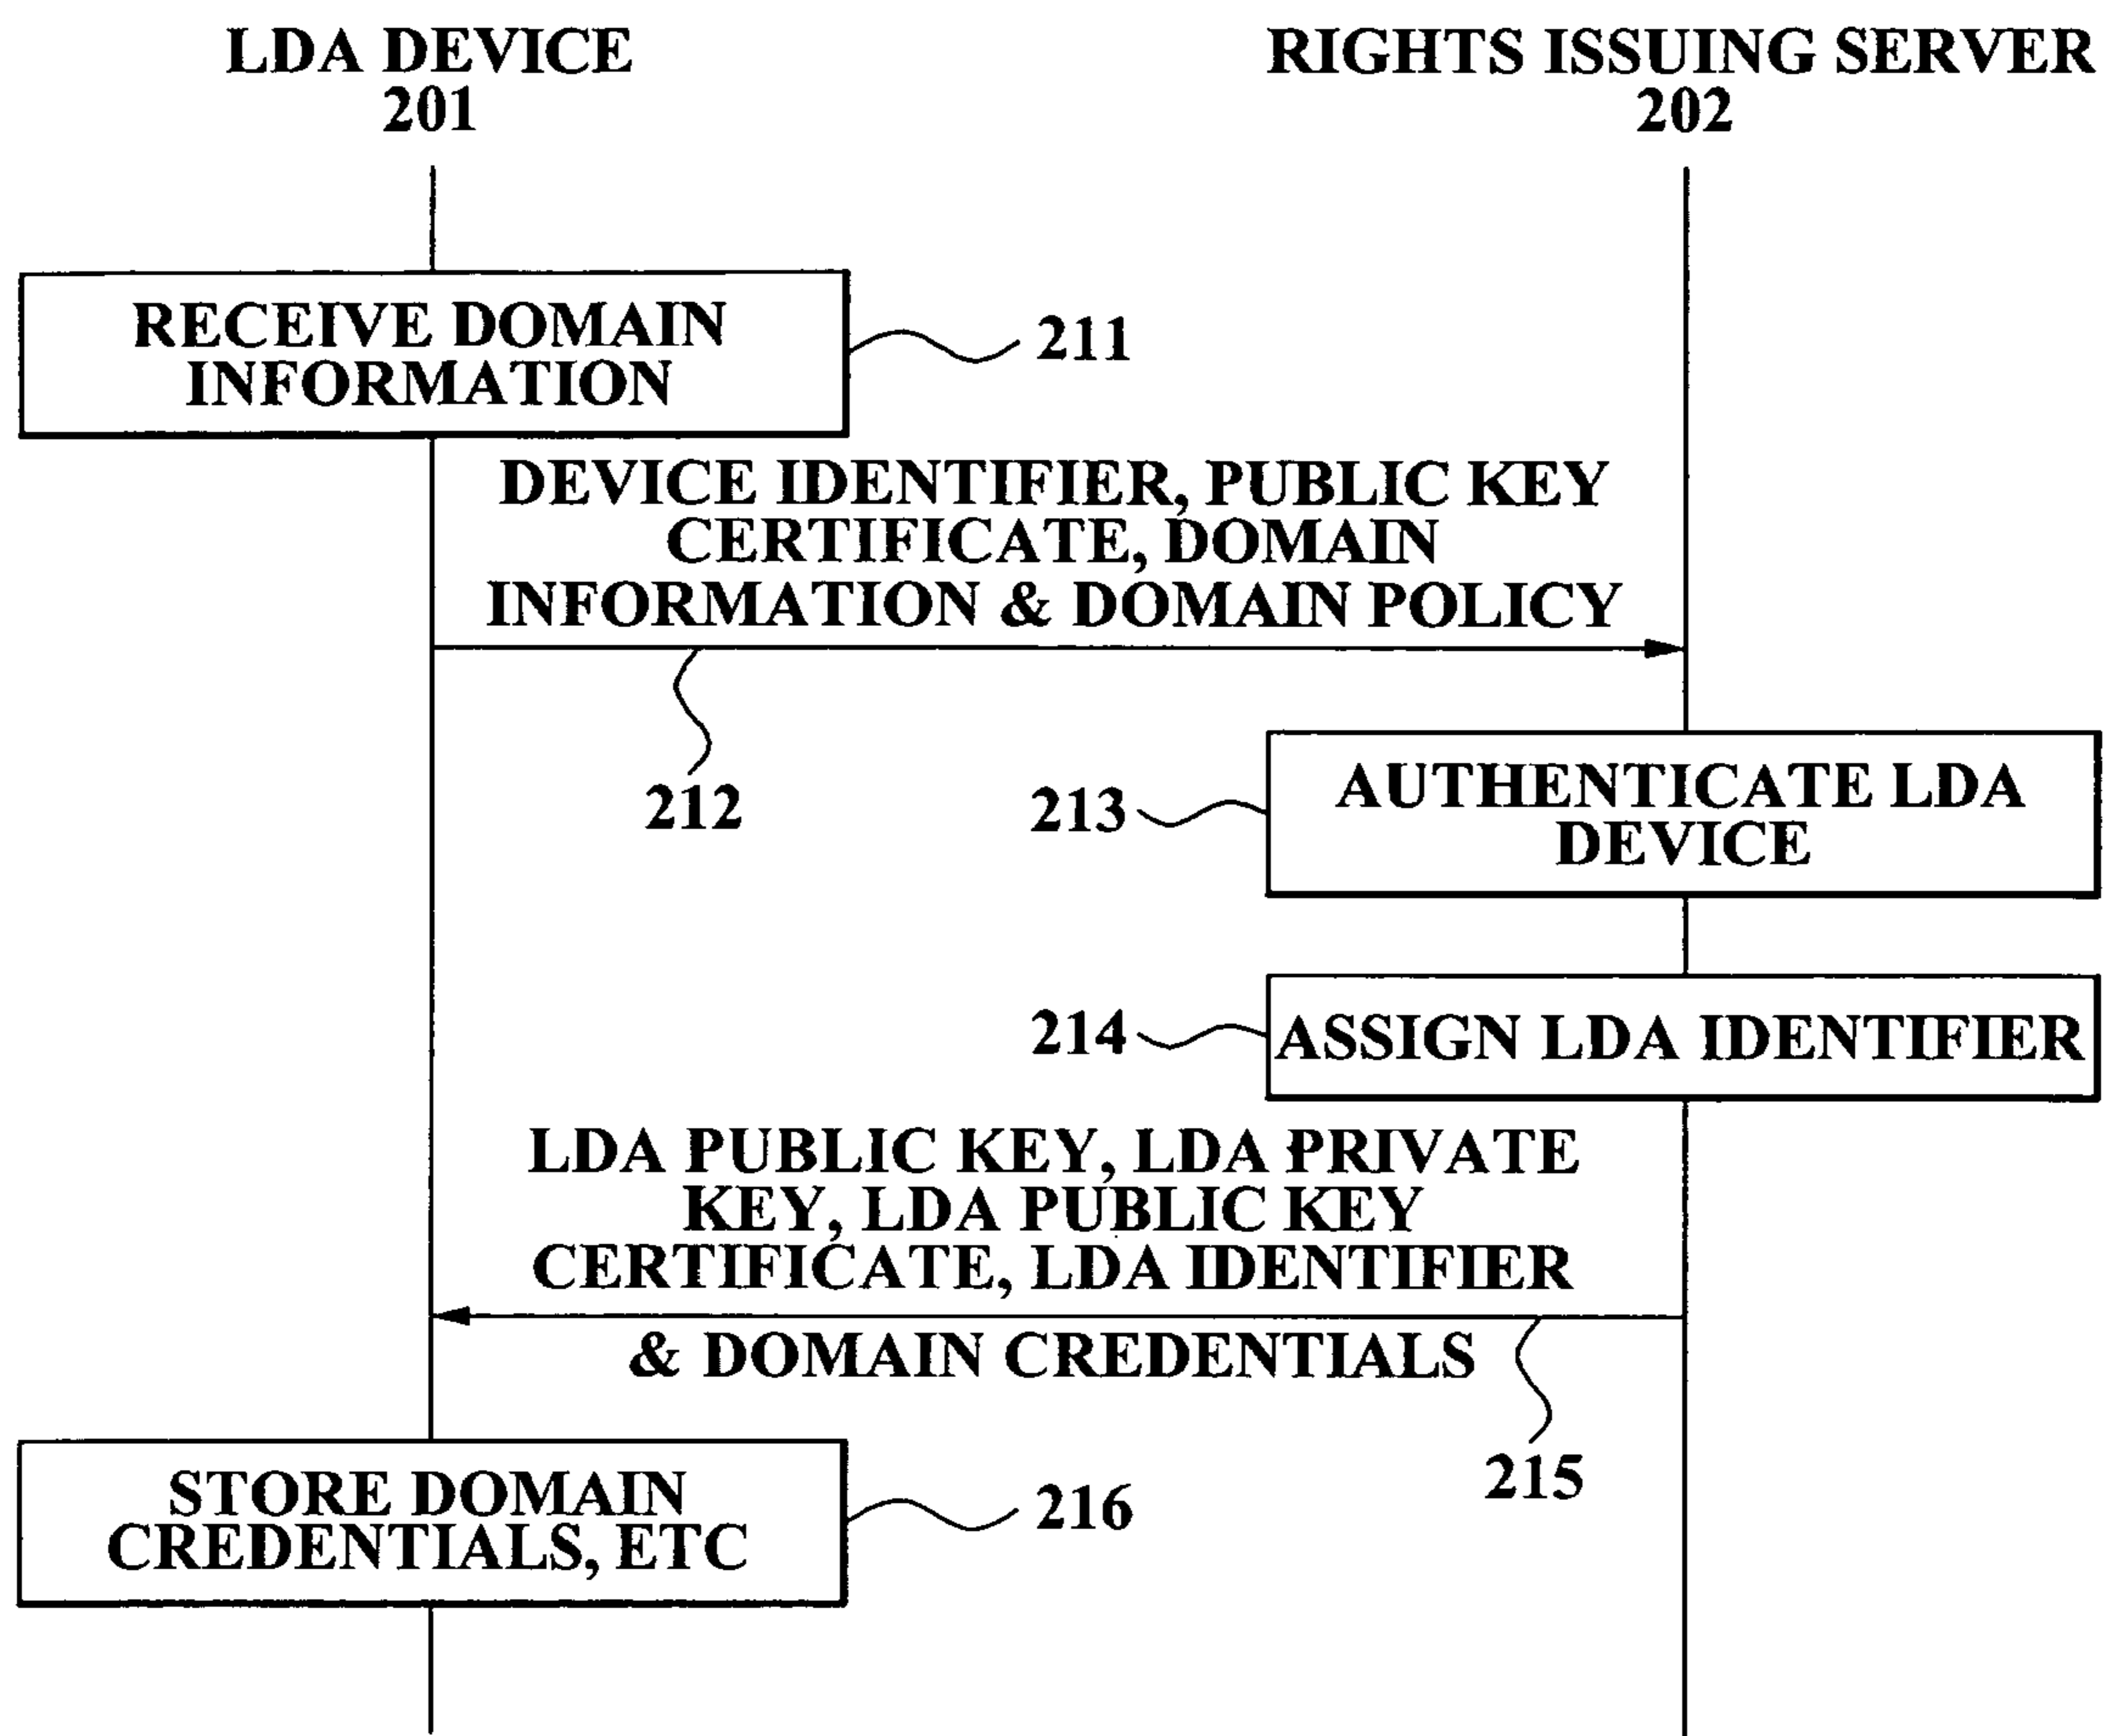 LDA DEVICE
201
RIGHTS ISSUING SERVER
202
RECEIVE DOMAIN
INFORMATION
211
DEVICE IDENTIFIER, PUBLIC KEY
CERTIFICATE, DOMAIN
INFORMATION & DOMAIN POLICY
212
213
AUTHENTICATE LDA
DEVICE
214
ASSIGN LDA IDENTIFIER
LDA PUBLIC KEY, LDA PRIVATE
KEY, LDA PUBLIC KEY
CERTIFICATE, LDA IDENTIFIER
& DOMAIN CREDENTIALS
215
STORE DOMAIN
CREDENTIALS, ETC
216